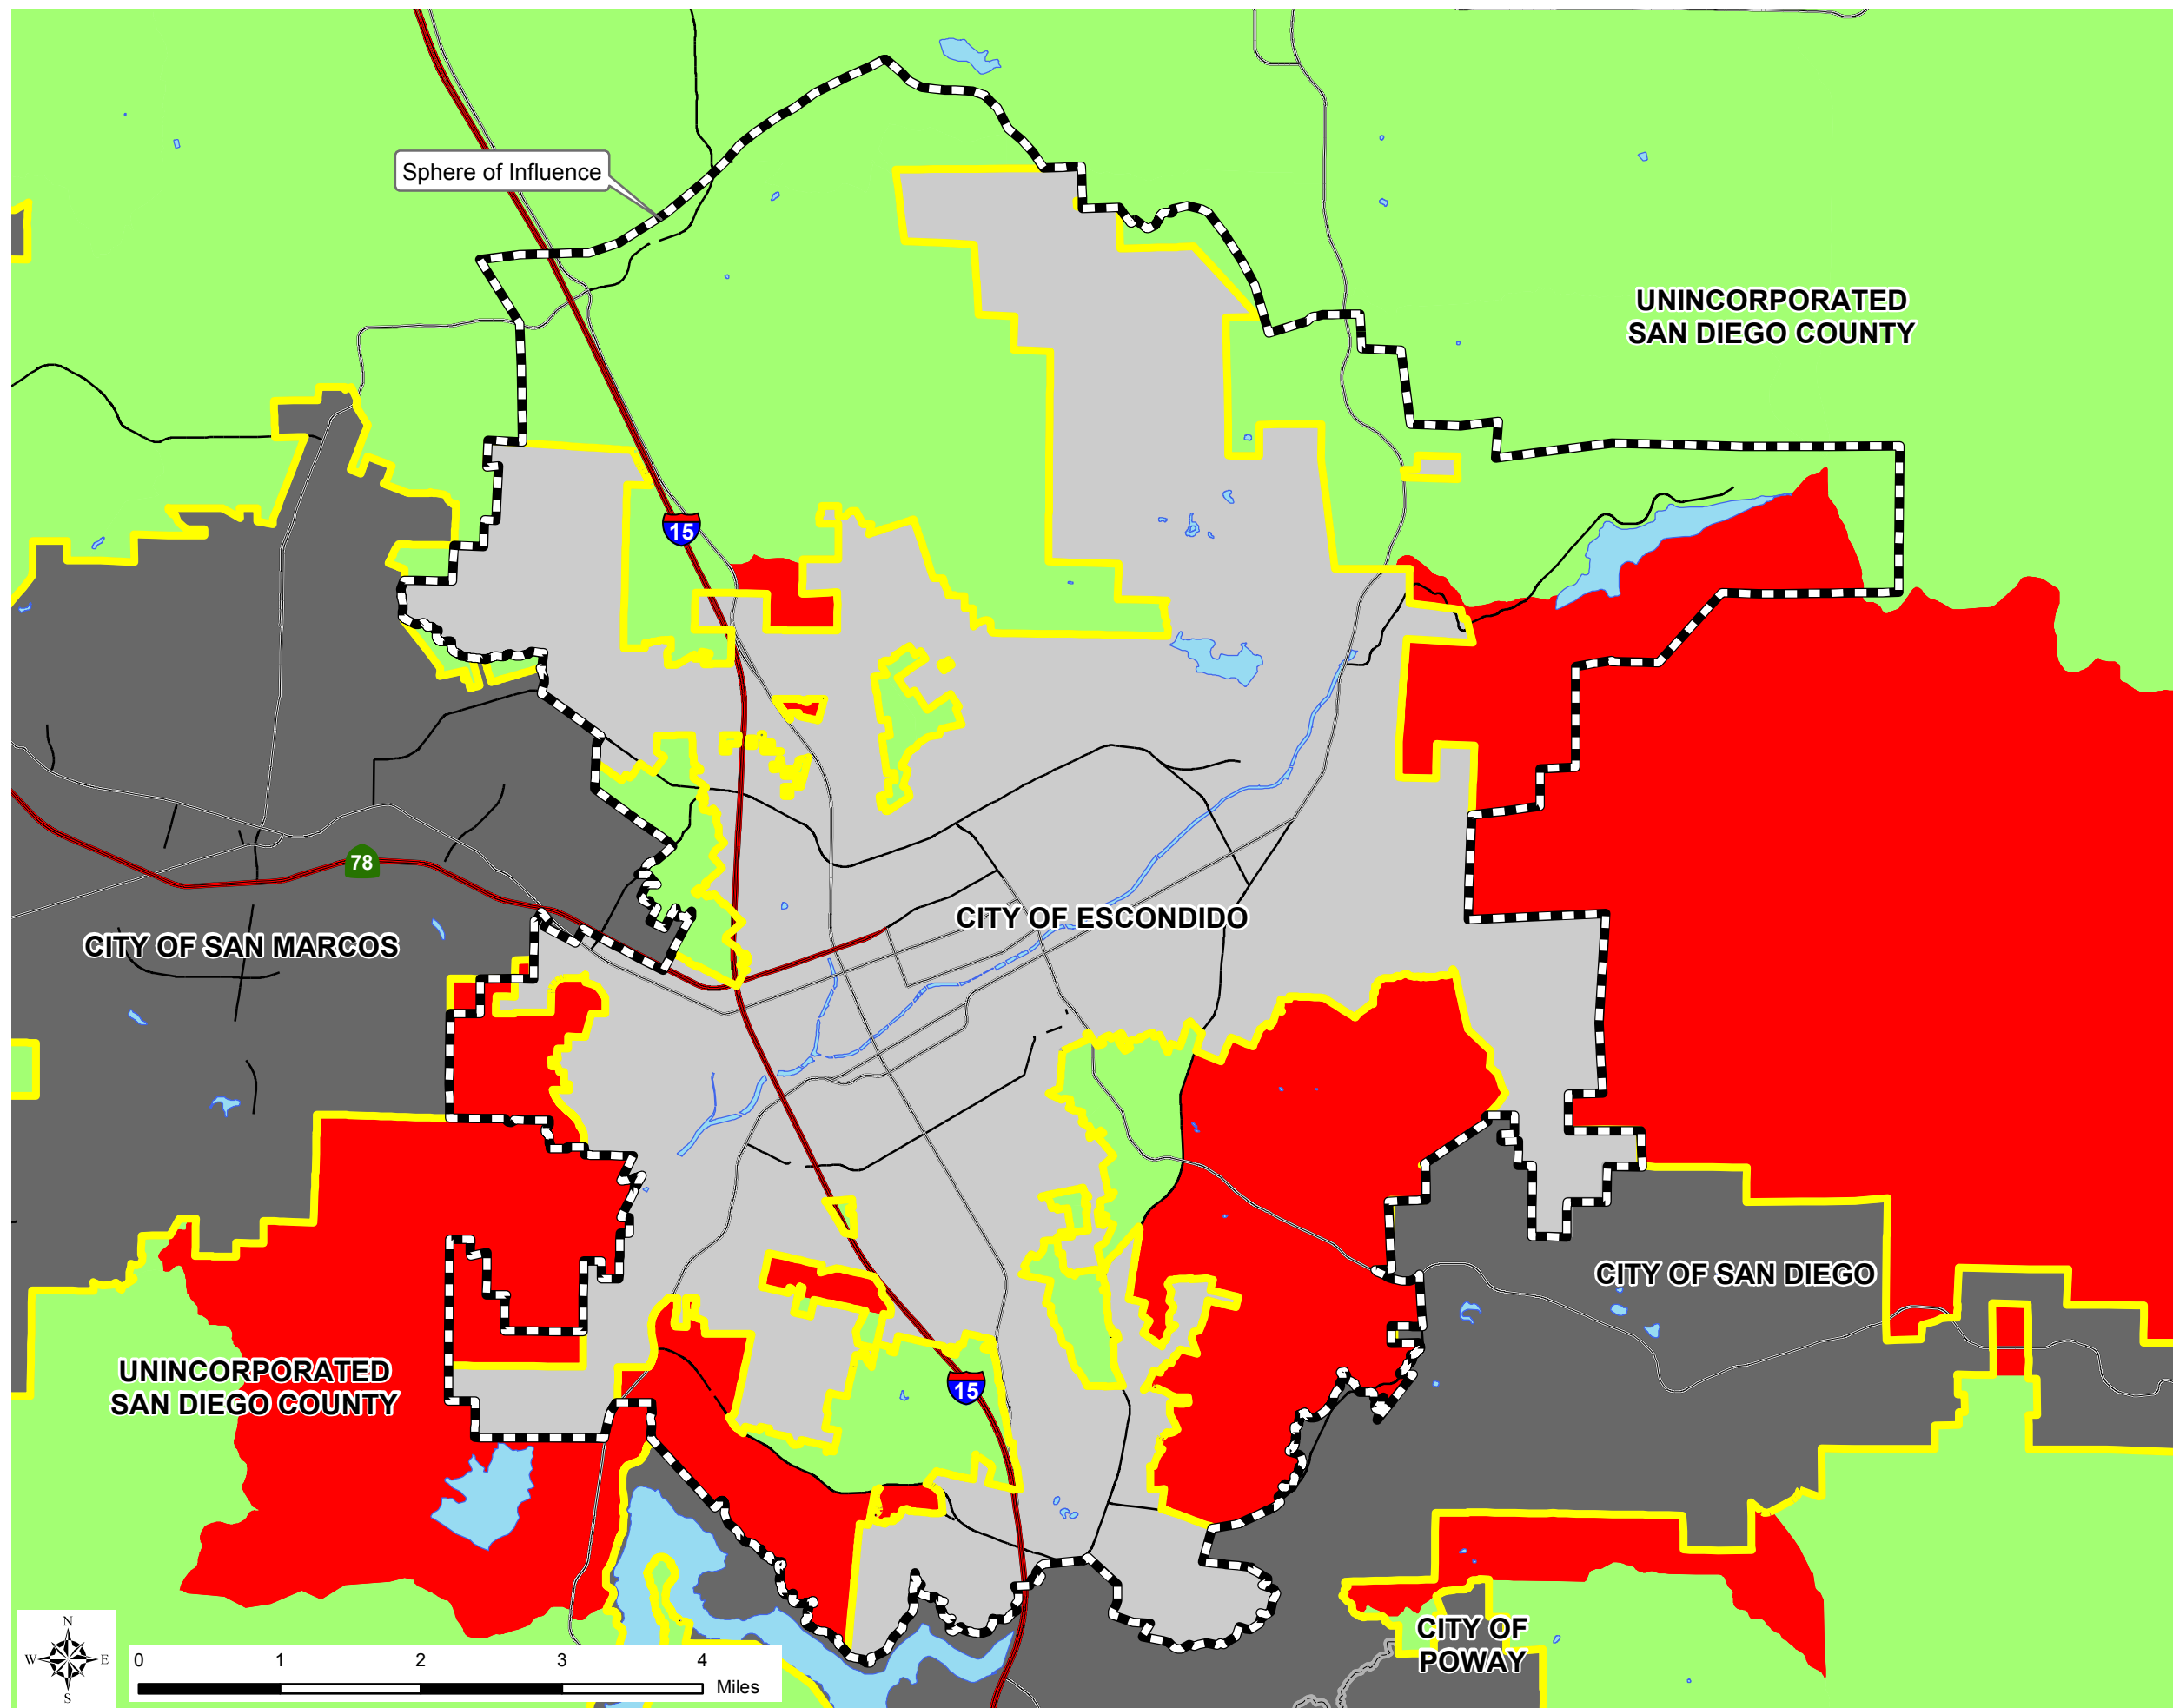 Sphere of Influence
UNINCORPORATED
SAN DIEGO COUNTY
15
78
CITY OF ESCONDIDO
CITY OF SAN MARCOS
CITY OF SAN DIEGO
UNINCORPORATED
SAN DIEGO COUNTY
15
CITY OF
POWAY
N
W E
S
0 1 2 3 4
Miles